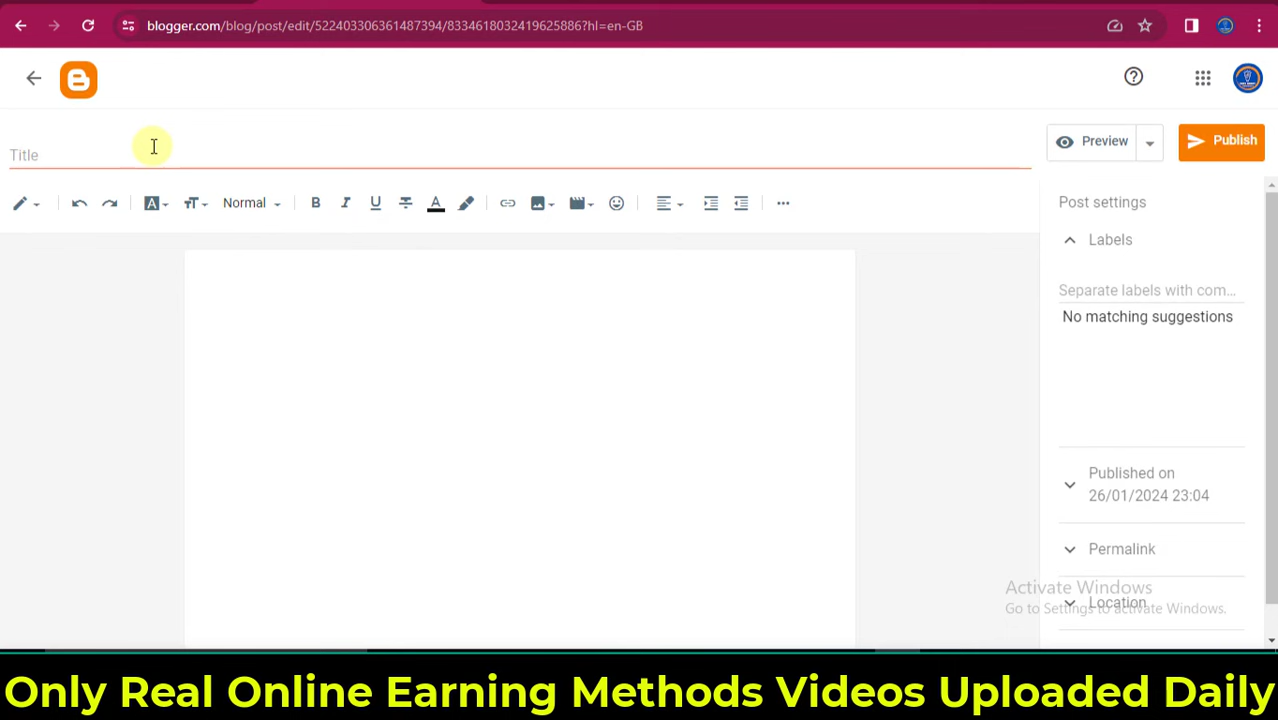 blogger.com/blog/post/edit/522403306361487394/8334618032419625886?hl=en-GB
Title
Preview
Publish
Normal
B I U A
Post settings
Labels
Separate labels with com...
No matching suggestions
Published on
26/01/2024 23:04
Permalink
Location
Activate Windows
Go to Settings to activate Windows.
Only Real Online Earning Methods Videos Uploaded Daily